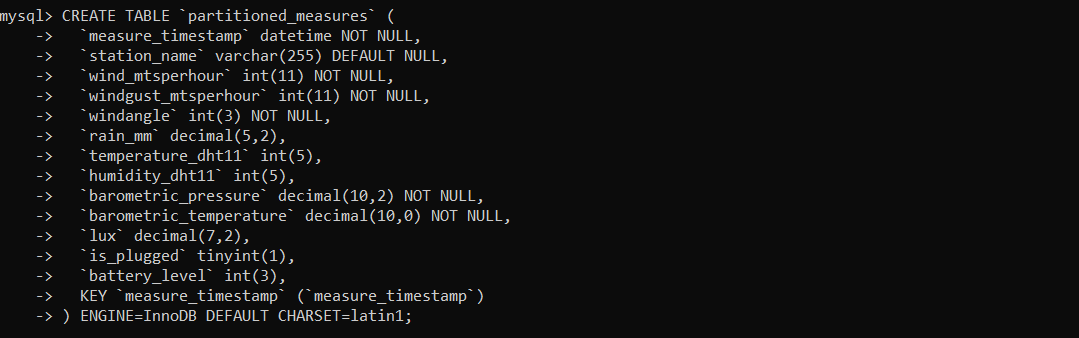 mysql> CREATE TABLE `partitioned_measures` (
    ->   `measure_timestamp` datetime NOT NULL,
    ->   `station_name` varchar(255) DEFAULT NULL,
    ->   `wind_mtsperhour` int(11) NOT NULL,
    ->   `windgust_mtsperhour` int(11) NOT NULL,
    ->   `windangle` int(3) NOT NULL,
    ->   `rain_mm` decimal(5,2),
    ->   `temperature_dht11` int(5),
    ->   `humidity_dht11` int(5),
    ->   `barometric_pressure` decimal(10,2) NOT NULL,
    ->   `barometric_temperature` decimal(10,0) NOT NULL,
    ->   `lux` decimal(7,2),
    ->   `is_plugged` tinyint(1),
    ->   `battery_level` int(3),
    ->   KEY `measure_timestamp` (`measure_timestamp`)
    -> ) ENGINE=InnoDB DEFAULT CHARSET=latin1;